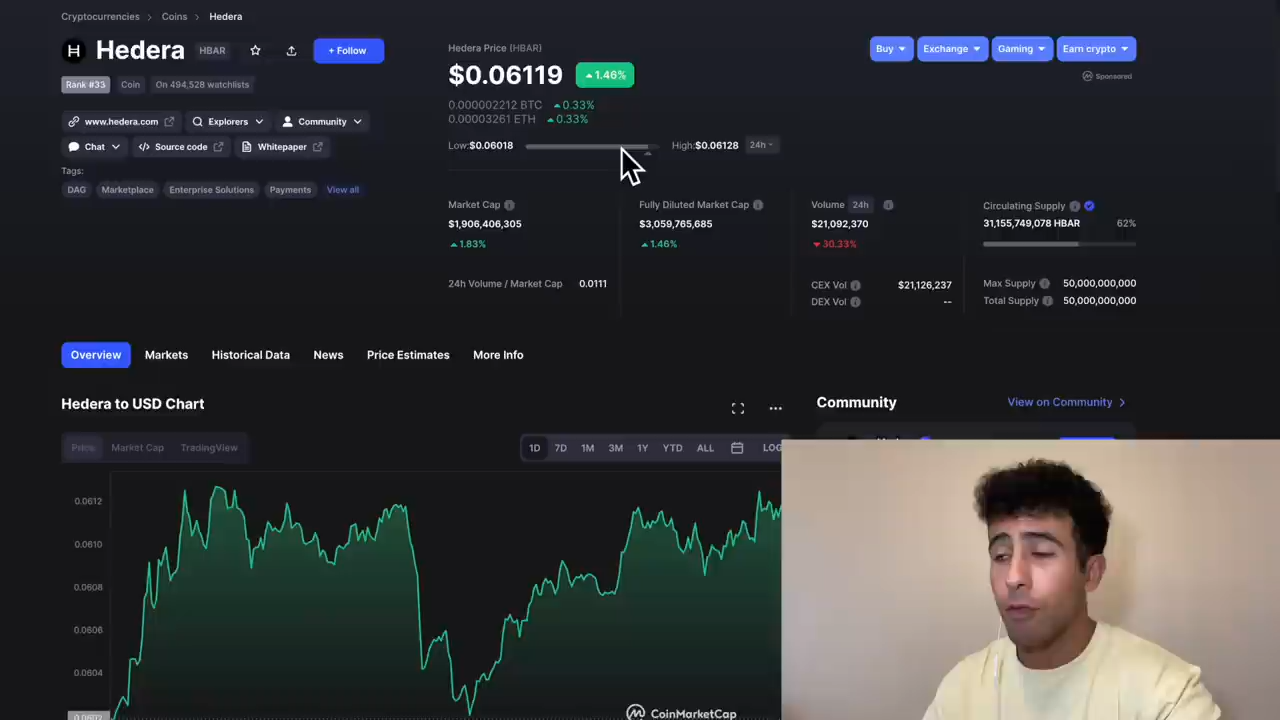 Cryptocurrencies > Coins > Hedera
H Hedera HBAR
+ Follow
Rank #33 Coin On 494,528 watchlists
www.hedera.com Explorers Community
Chat Source code Whitepaper
Tags:
DAG Marketplace Enterprise Solutions Payments View all
Hedera Price (HBAR)
$0.06119 1.46%
0.000002212 BTC 0.33%
0.00003261 ETH 0.33%
Low:$0.06018 High:$0.06128 24h
Buy Exchange Gaming Earn crypto
Sponsored
Market Cap
$1,906,406,305
1.83%
24h Volume / Market Cap 0.0111
Fully Diluted Market Cap
$3,059,765,685
1.46%
Volume 24h
$21,092,370
30.33%
CEX Vol $21,126,237
DEX Vol --
Circulating Supply
31,155,749,078 HBAR 62%
Max Supply 50,000,000,000
Total Supply 50,000,000,000
Overview Markets Historical Data News Price Estimates More Info
Hedera to USD Chart
Price Market Cap TradingView
1D 7D 1M 3M 1Y YTD ALL LOG
0.0612
0.0610
0.0608
0.0606
0.0604
CoinMarketCap
Community View on Community >